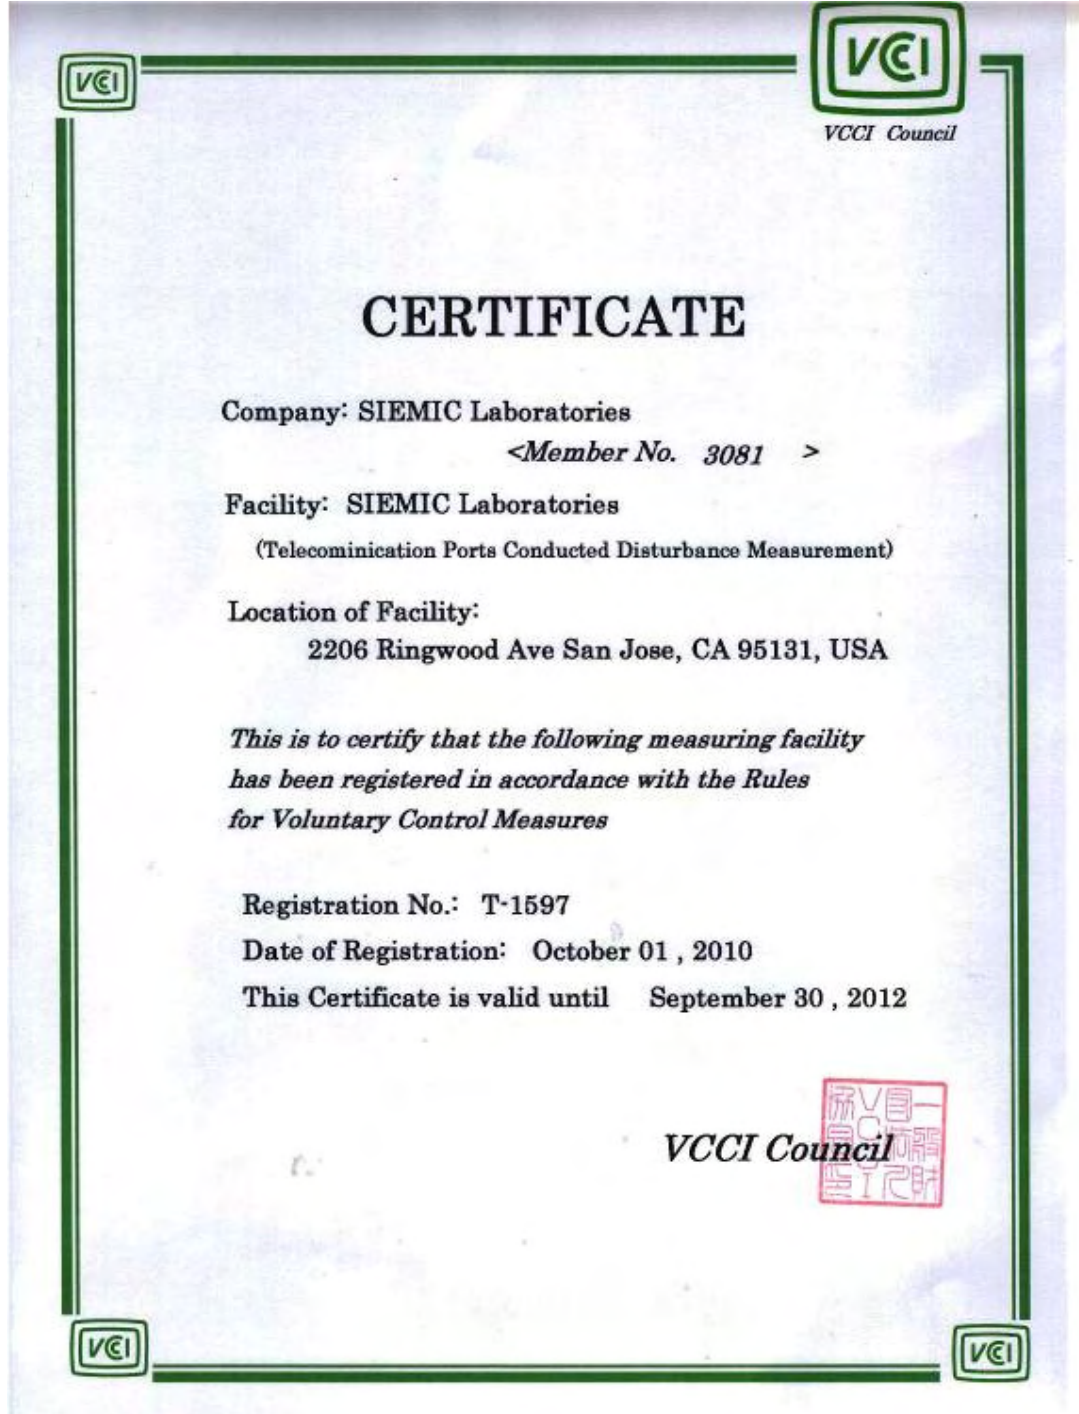 VCCI
VCCI
VCCI Council
CERTIFICATE
Company: SIEMIC Laboratories
<Member No. 3081 >
Facility: SIEMIC Laboratories
(Telecominication Ports Conducted Disturbance Measurement)
Location of Facility:
2206 Ringwood Ave San Jose, CA 95131, USA
This is to certify that the following measuring facility
has been registered in accordance with the Rules
for Voluntary Control Measures
Registration No.: T-1597
Date of Registration: October 01 , 2010
This Certificate is valid until September 30 , 2012
VCCI Council
VCCI
VCCI